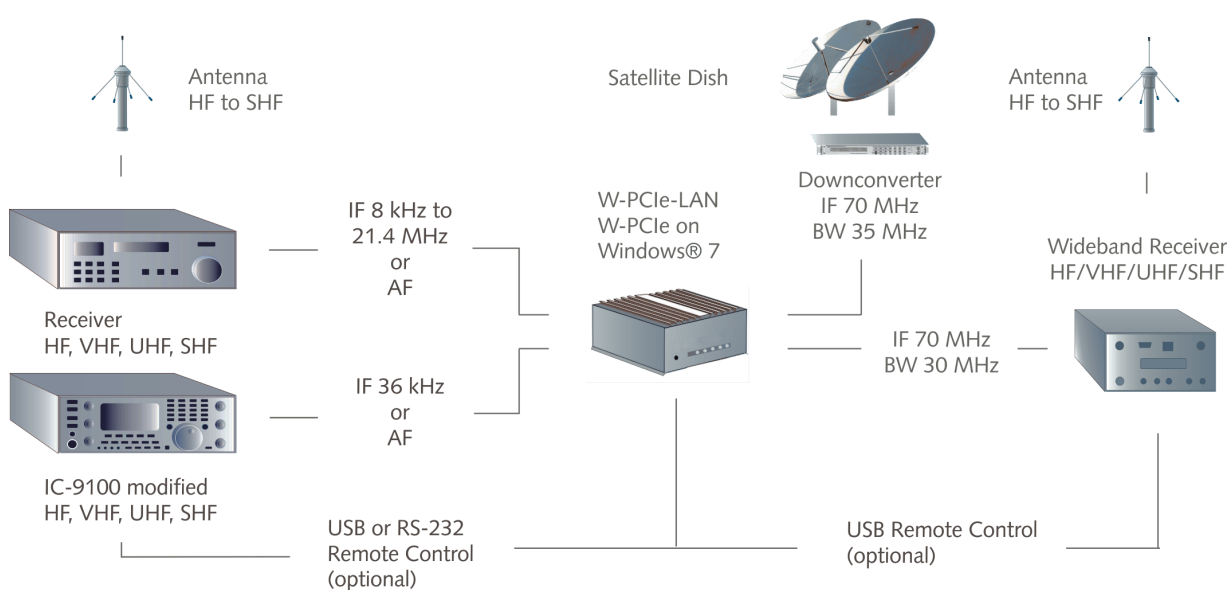 Antenna
HF to SHF
Satellite Dish
Antenna
HF to SHF
Downconverter
IF 70 MHz
BW 35 MHz
W-PCIe-LAN
W-PCIe on
Windows® 7
IF 8 kHz to
21.4 MHz
or
AF
Wideband Receiver
HF/VHF/UHF/SHF
Receiver
HF, VHF, UHF, SHF
IF 70 MHz
BW 30 MHz
IF 36 kHz
or
AF
IC-9100 modified
HF, VHF, UHF, SHF
USB or RS-232
Remote Control
(optional)
USB Remote Control
(optional)